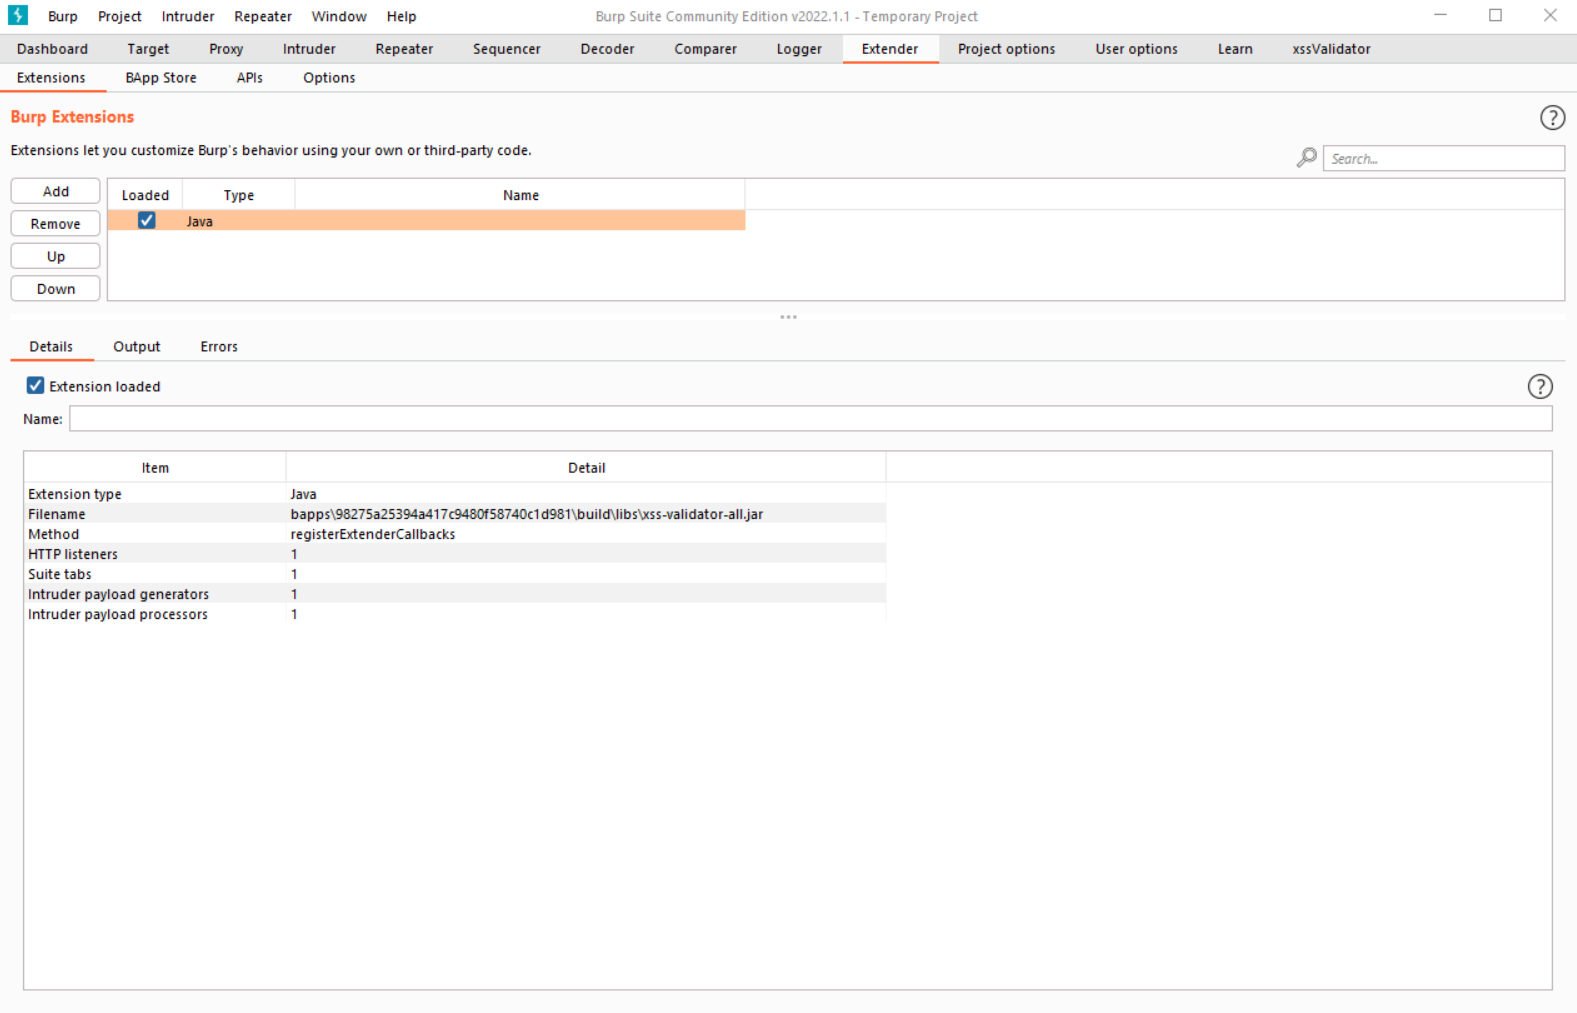 Burp Project Intruder Repeater Window Help Burp Suite Community Edition v2022.1.1 - Temporary Project
Dashboard Target Proxy Intruder Repeater Sequencer Decoder Comparer Logger Extender Project options User options Learn xssValidator
Extensions BApp Store APIs Options
Burp Extensions
?
Extensions let you customize Burp's behavior using your own or third-party code.
Search...
Add
Remove
Up
Down
Loaded Type Name
Java
Details Output Errors
Extension loaded
?
Name:
Item Detail
Extension type Java
Filename bapps\98275a25394a417c9480f58740c1d981\build\libs\xss-validator-all.jar
Method registerExtenderCallbacks
HTTP listeners 1
Suite tabs 1
Intruder payload generators 1
Intruder payload processors 1